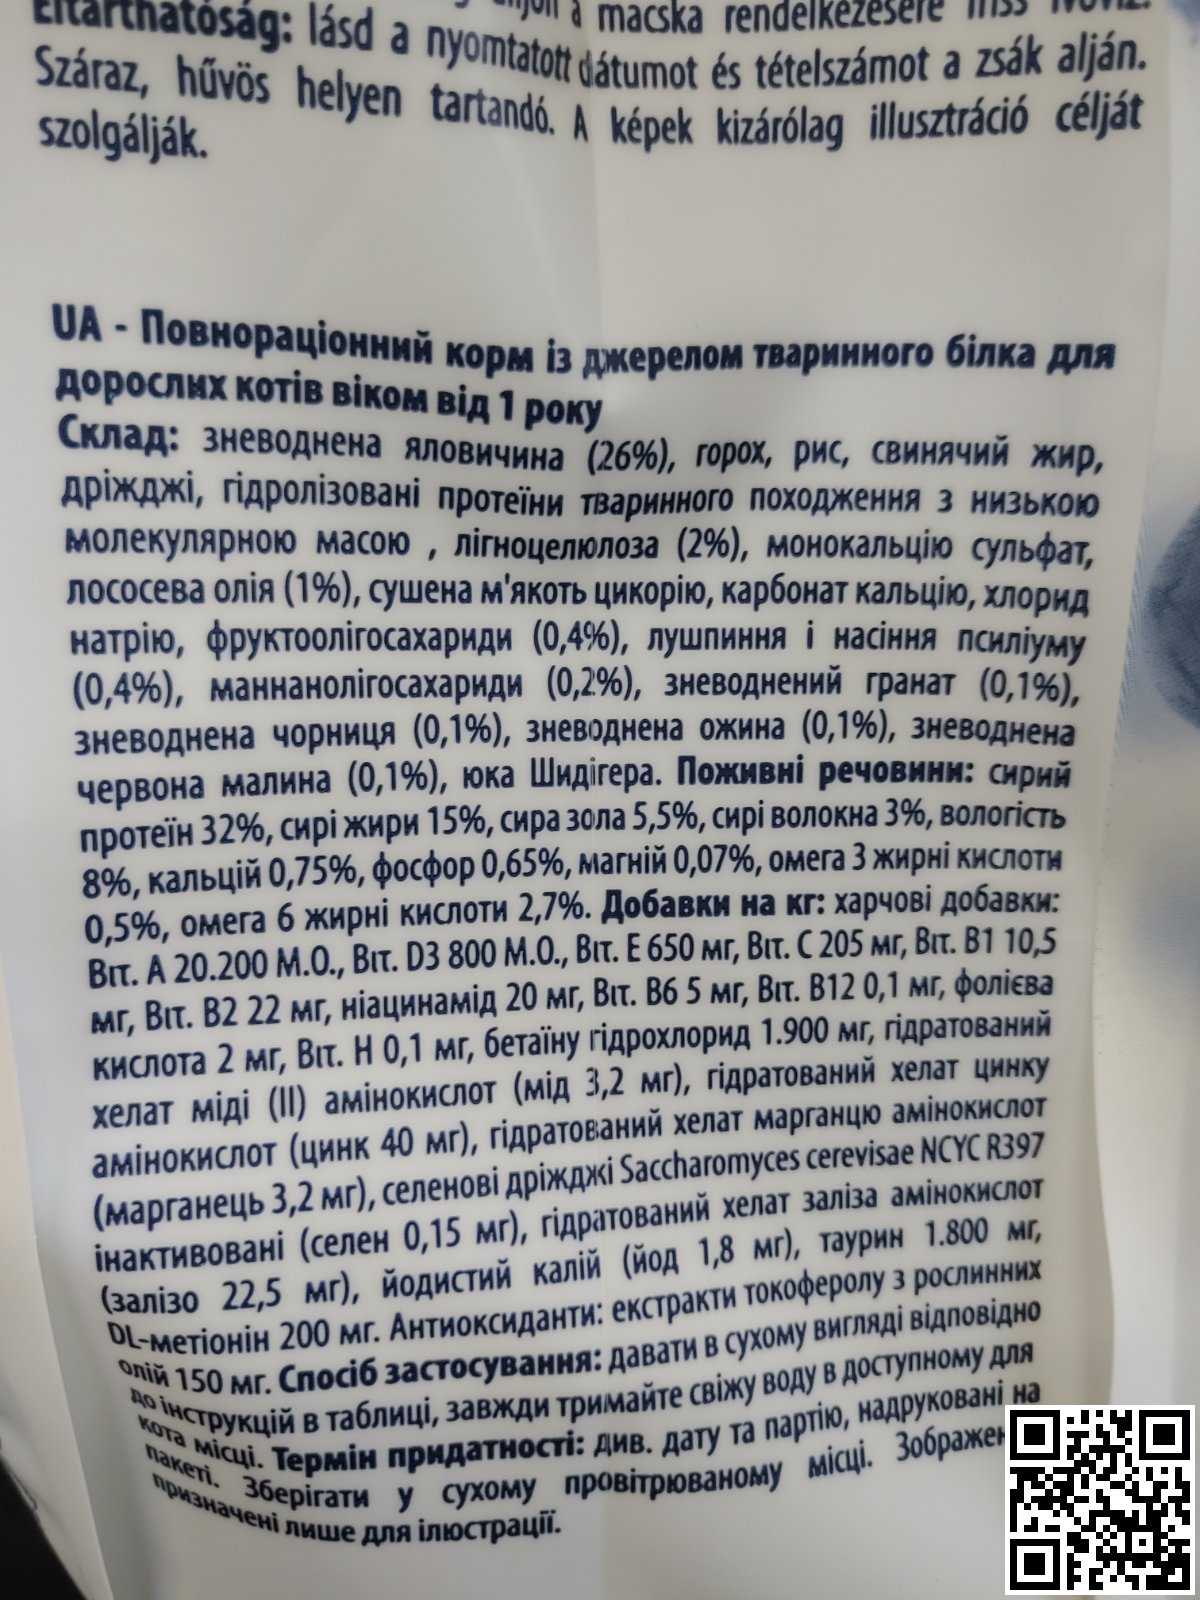 Eltarthatóság: lásd a nyomtatott dátumot és tételszámot a zsák alján.
a macska rendelkezésére friss ivóvíz.
Száraz, hűvös helyen tartandó. A képek kizárólag illusztráció célját
szolgálják.
UA - Повнораціонний корм із джерелом тваринного білка для
дорослих котів віком від 1 року
Склад: зневоднена яловичина (26%), горох, рис, свинячий жир,
дріжджі, гідролізовані протеїни тваринного походження з низькою
молекулярною масою , лігноцелюлоза (2%), монокальцію сульфат,
лососева олія (1%), сушена м'якоть цикорію, карбонат кальцію, хлорид
натрію, фруктоолігосахариди (0,4%), лушпиння і насіння псиліуму
(0,4%), маннанолігосахариди (0,2%), зневоднений гранат (0,1%),
зневоднена чорниця (0,1%), зневоднена ожина (0,1%), зневоднена
червона малина (0,1%), юка Шидігера. Поживні речовини: сирий
протеїн 32%, сирі жири 15%, сира зола 5,5%, сирі волокна 3%, вологість
8%, кальцій 0,75%, фосфор 0,65%, магній 0,07%, омега 3 жирні кислоти
0,5%, омега 6 жирні кислоти 2,7%. Добавки на кг: харчові добавки:
Віт. А 20.200 М.О., Віт. D3 800 М.О., Віт. Е 650 мг, Віт. С 205 мг, Віт. В1 10,5
мг, Віт. В2 22 мг, ніацинамід 20 мг, Віт. В6 5 мг, Віт. В12 0,1 мг, фолієва
кислота 2 мг, Віт. Н 0,1 мг, бетаїну гідрохлорид 1.900 мг, гідратований
хелат міді (II) амінокислот (мід 3,2 мг), гідратований хелат цинку
амінокислот (цинк 40 мг), гідратований хелат марганцю амінокислот
(марганець 3,2 мг), селенові дріжджі Saccharomyces cerevisae NCYC R397
інактивовані (селен 0,15 мг), гідратований хелат заліза амінокислот
(залізо 22,5 мг), йодистий калій (йод 1,8 мг), таурин 1.800 мг,
DL-метіонін 200 мг. Антиоксиданти: екстракти токоферолу з рослинних
олій 150 мг. Спосіб застосування: давати в сухому вигляді відповідно
до інструкцій в таблиці, завжди тримайте свіжу воду в доступному для
кота місці. Термін придатності: див. дату та партію, надруковані на
пакеті. Зберігати у сухому провітрюваному місці. Зображен
призначені лише для ілюстрації.